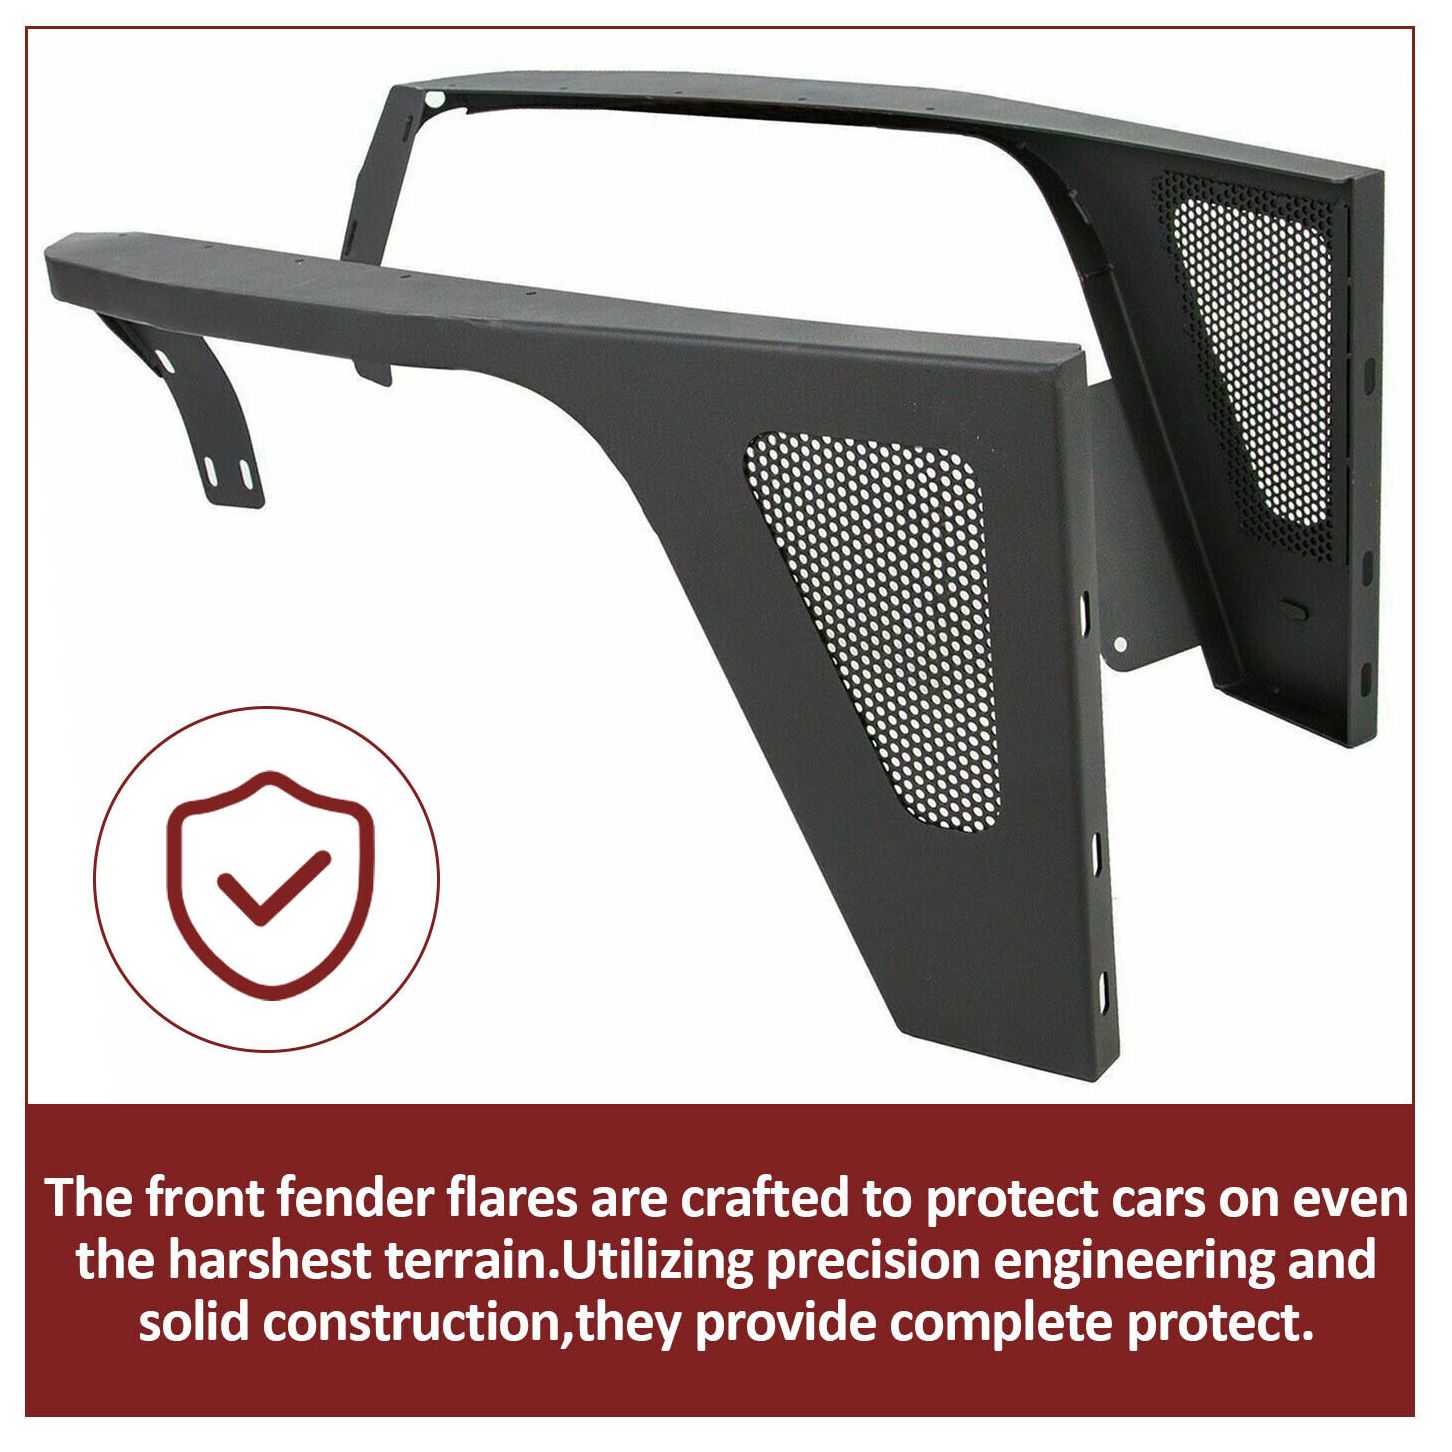 The front fender flares are crafted to protect cars on even
the harshest terrain.Utilizing precision engineering and
solid construction,they provide complete protect.